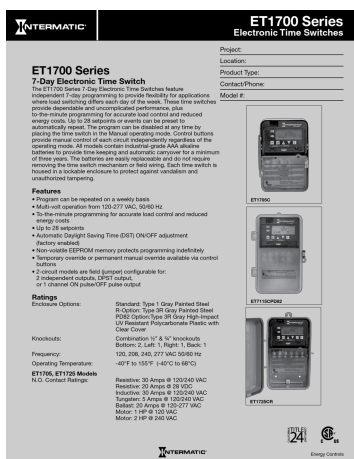 INTERMATIC®
ET1700 Series
Electronic Time Switches
Project:
Location:
Product Type:
Contact/Phone:
Model #:
ET1700 Series
7-Day Electronic Time Switch
The ET1700 Series 7-Day Electronic Time Switches feature
independent 7-day programming to provide flexibility for applications
where load switching differs each day of the week. These time switches
provide dependable and uncomplicated performance, plus
to-the-minute programming for accurate load control and reduced
energy costs. Up to 28 setpoints or events can be preset to
automatically repeat. The program can be disabled at any time by
placing the time switch in the Manual operating mode. Control buttons
provide manual control of each circuit independently regardless of the
operating mode. All models contain industrial-grade AAA alkaline
batteries to provide time keeping and automatic carryover for a minimum
of three years. The batteries are easily replaceable and do not require
removing the time switch mechanism or field wiring. Each time switch is
housed in a lockable enclosure to protect against vandalism and
unauthorized tampering.
Features
• Program can be repeated on a weekly basis
• Multi-volt operation from 120-277 VAC, 50/60 Hz
• To-the-minute programming for accurate load control and reduced
energy costs
• Up to 28 setpoints
• Automatic Daylight Saving Time (DST) ON/OFF adjustment
(factory enabled)
• Non-volatile EEPROM memory protects programming indefinitely
• Temporary override or permanent manual override available via control
buttons
• 2-circuit models are field (jumper) configurable for:
2 independent outputs, DPST output,
or 1 channel ON pulse/OFF pulse output
Ratings
Enclosure Options: Standard: Type 1 Gray Painted Steel
R-Option: Type 3R Gray Painted Steel
PD82 Option:Type 3R Gray High-Impact
UV Resistant Polycarbonate Plastic with
Clear Cover
Knockouts: Combination ½" & ¾" knockouts
Bottom: 2, Left: 1, Right: 1, Back: 1
Frequency: 120, 208, 240, 277 VAC 50/60 Hz
Operating Temperature: -40°F to 155°F (-40°C to 68°C)
ET1705, ET1725 Models
N.O. Contact Ratings: Resistive: 30 Amps @ 120/240 VAC
Resistive: 20 Amps @ 28 VDC
Inductive: 30 Amps @ 120/240 VAC
Tungsten: 5 Amps @ 120/240 VAC
Ballast: 20 Amps @ 120-277 VAC
Motor: 1 HP @ 120 VAC
Motor: 2 HP @ 240 VAC
ET1705C
ET7115CPD82
ET1725CR
TITLE
24
C US
INTERMATIC®
Energy Controls